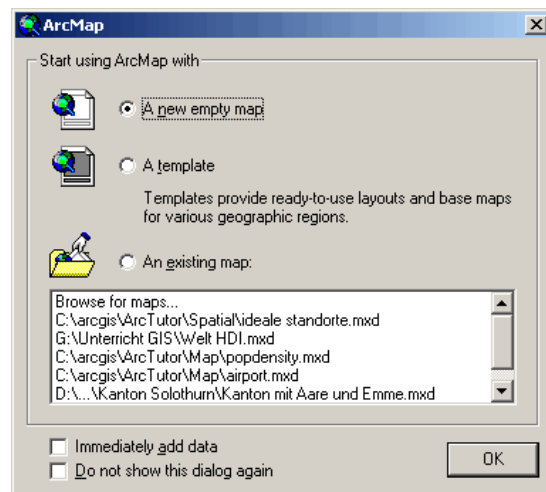 ArcMap
Start using ArcMap with
A new empty map
A template
Templates provide ready-to-use layouts and base maps
for various geographic regions.
An existing map:
Browse for maps...
C:\arcgis\ArcTutor\Spatial\ideale standorte.mxd
G:\Unterricht GIS\Welt HDI.mxd
C:\arcgis\ArcTutor\Map\popdensity.mxd
C:\arcgis\ArcTutor\Map\airport.mxd
D:\...\Kanton Solothurn\Kanton mit Aare und Emme.mxd
Immediately add data
Do not show this dialog again
OK